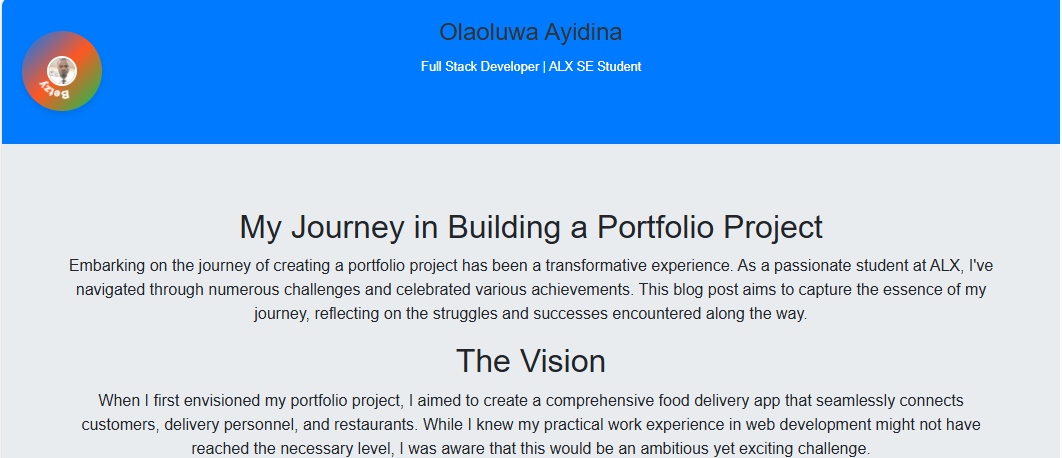 Olaoluwa Ayidina
Full Stack Developer | ALX SE Student
Betzy
My Journey in Building a Portfolio Project
Embarking on the journey of creating a portfolio project has been a transformative experience. As a passionate student at ALX, I've
navigated through numerous challenges and celebrated various achievements. This blog post aims to capture the essence of my
journey, reflecting on the struggles and successes encountered along the way.
The Vision
When I first envisioned my portfolio project, I aimed to create a comprehensive food delivery app that seamlessly connects
customers, delivery personnel, and restaurants. While I knew my practical work experience in web development might not have
reached the necessary level, I was aware that this would be an ambitious yet exciting challenge.